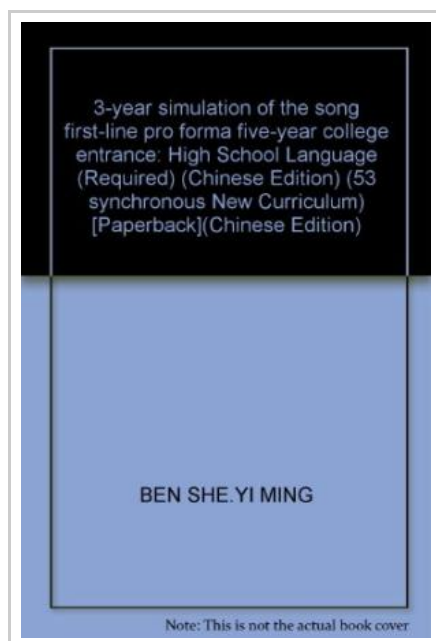 3-year simulation of the song
first-line pro forma five-year college
entrance: High School Language
(Required) (Chinese Edition) (53
synchronous New Curriculum)
[Paperback](Chinese Edition)
BEN SHE.YI MING
Note: This is not the actual book cover